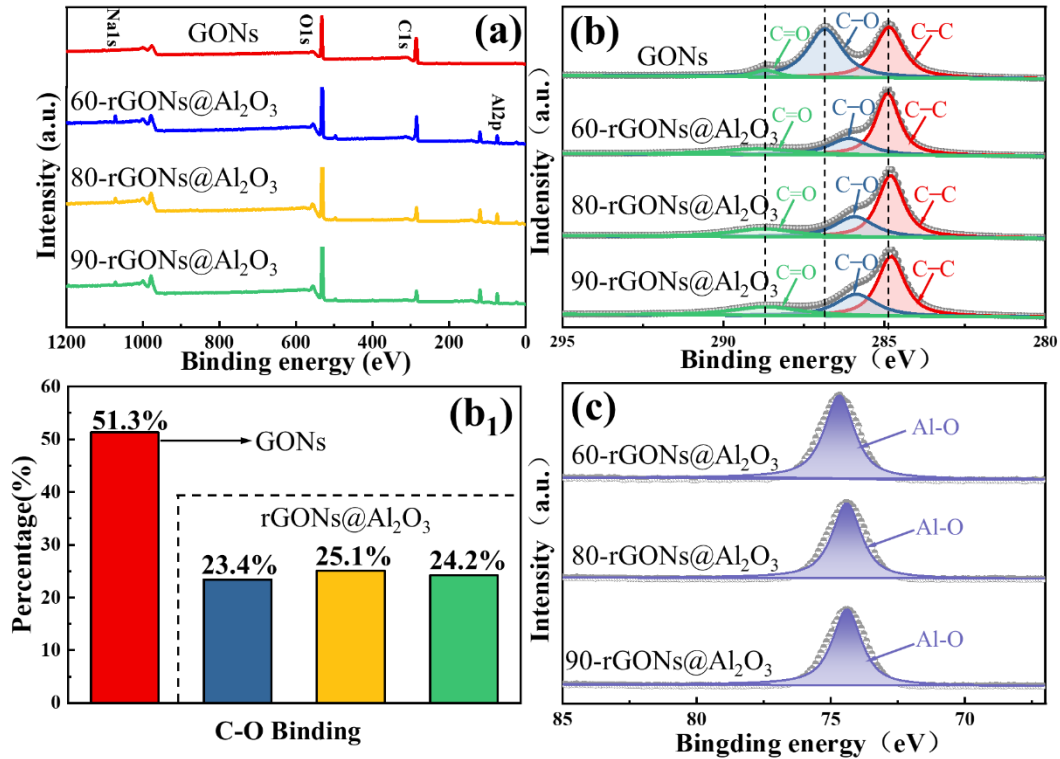 (a)
Na1s
GONs
O1s
C1s
60-rGONs@Al₂O₃
Al2p
80-rGONs@Al₂O₃
90-rGONs@Al₂O₃
Intensity (a.u.)
1200 1000 800 600 400 200 0
Binding energy (eV)
(b)
GONs
C=O
C−O
C−C
60-rGONs@Al₂O₃
C=O
C−O
C−C
80-rGONs@Al₂O₃
C=O
C−O
C−C
90-rGONs@Al₂O₃
C=O
C−O
C−C
Indensity（a.u.）
295 290 285 280
Binding energy（eV）
(b₁)
60
50
40
30
20
10
0
Percentage(%)
51.3%
GONs
rGONs@Al₂O₃
23.4%
25.1%
24.2%
C-O Binding
(c)
60-rGONs@Al₂O₃
Al-O
80-rGONs@Al₂O₃
Al-O
90-rGONs@Al₂O₃
Al-O
Intensity（a.u.）
85 80 75 70
Bingding energy（eV）